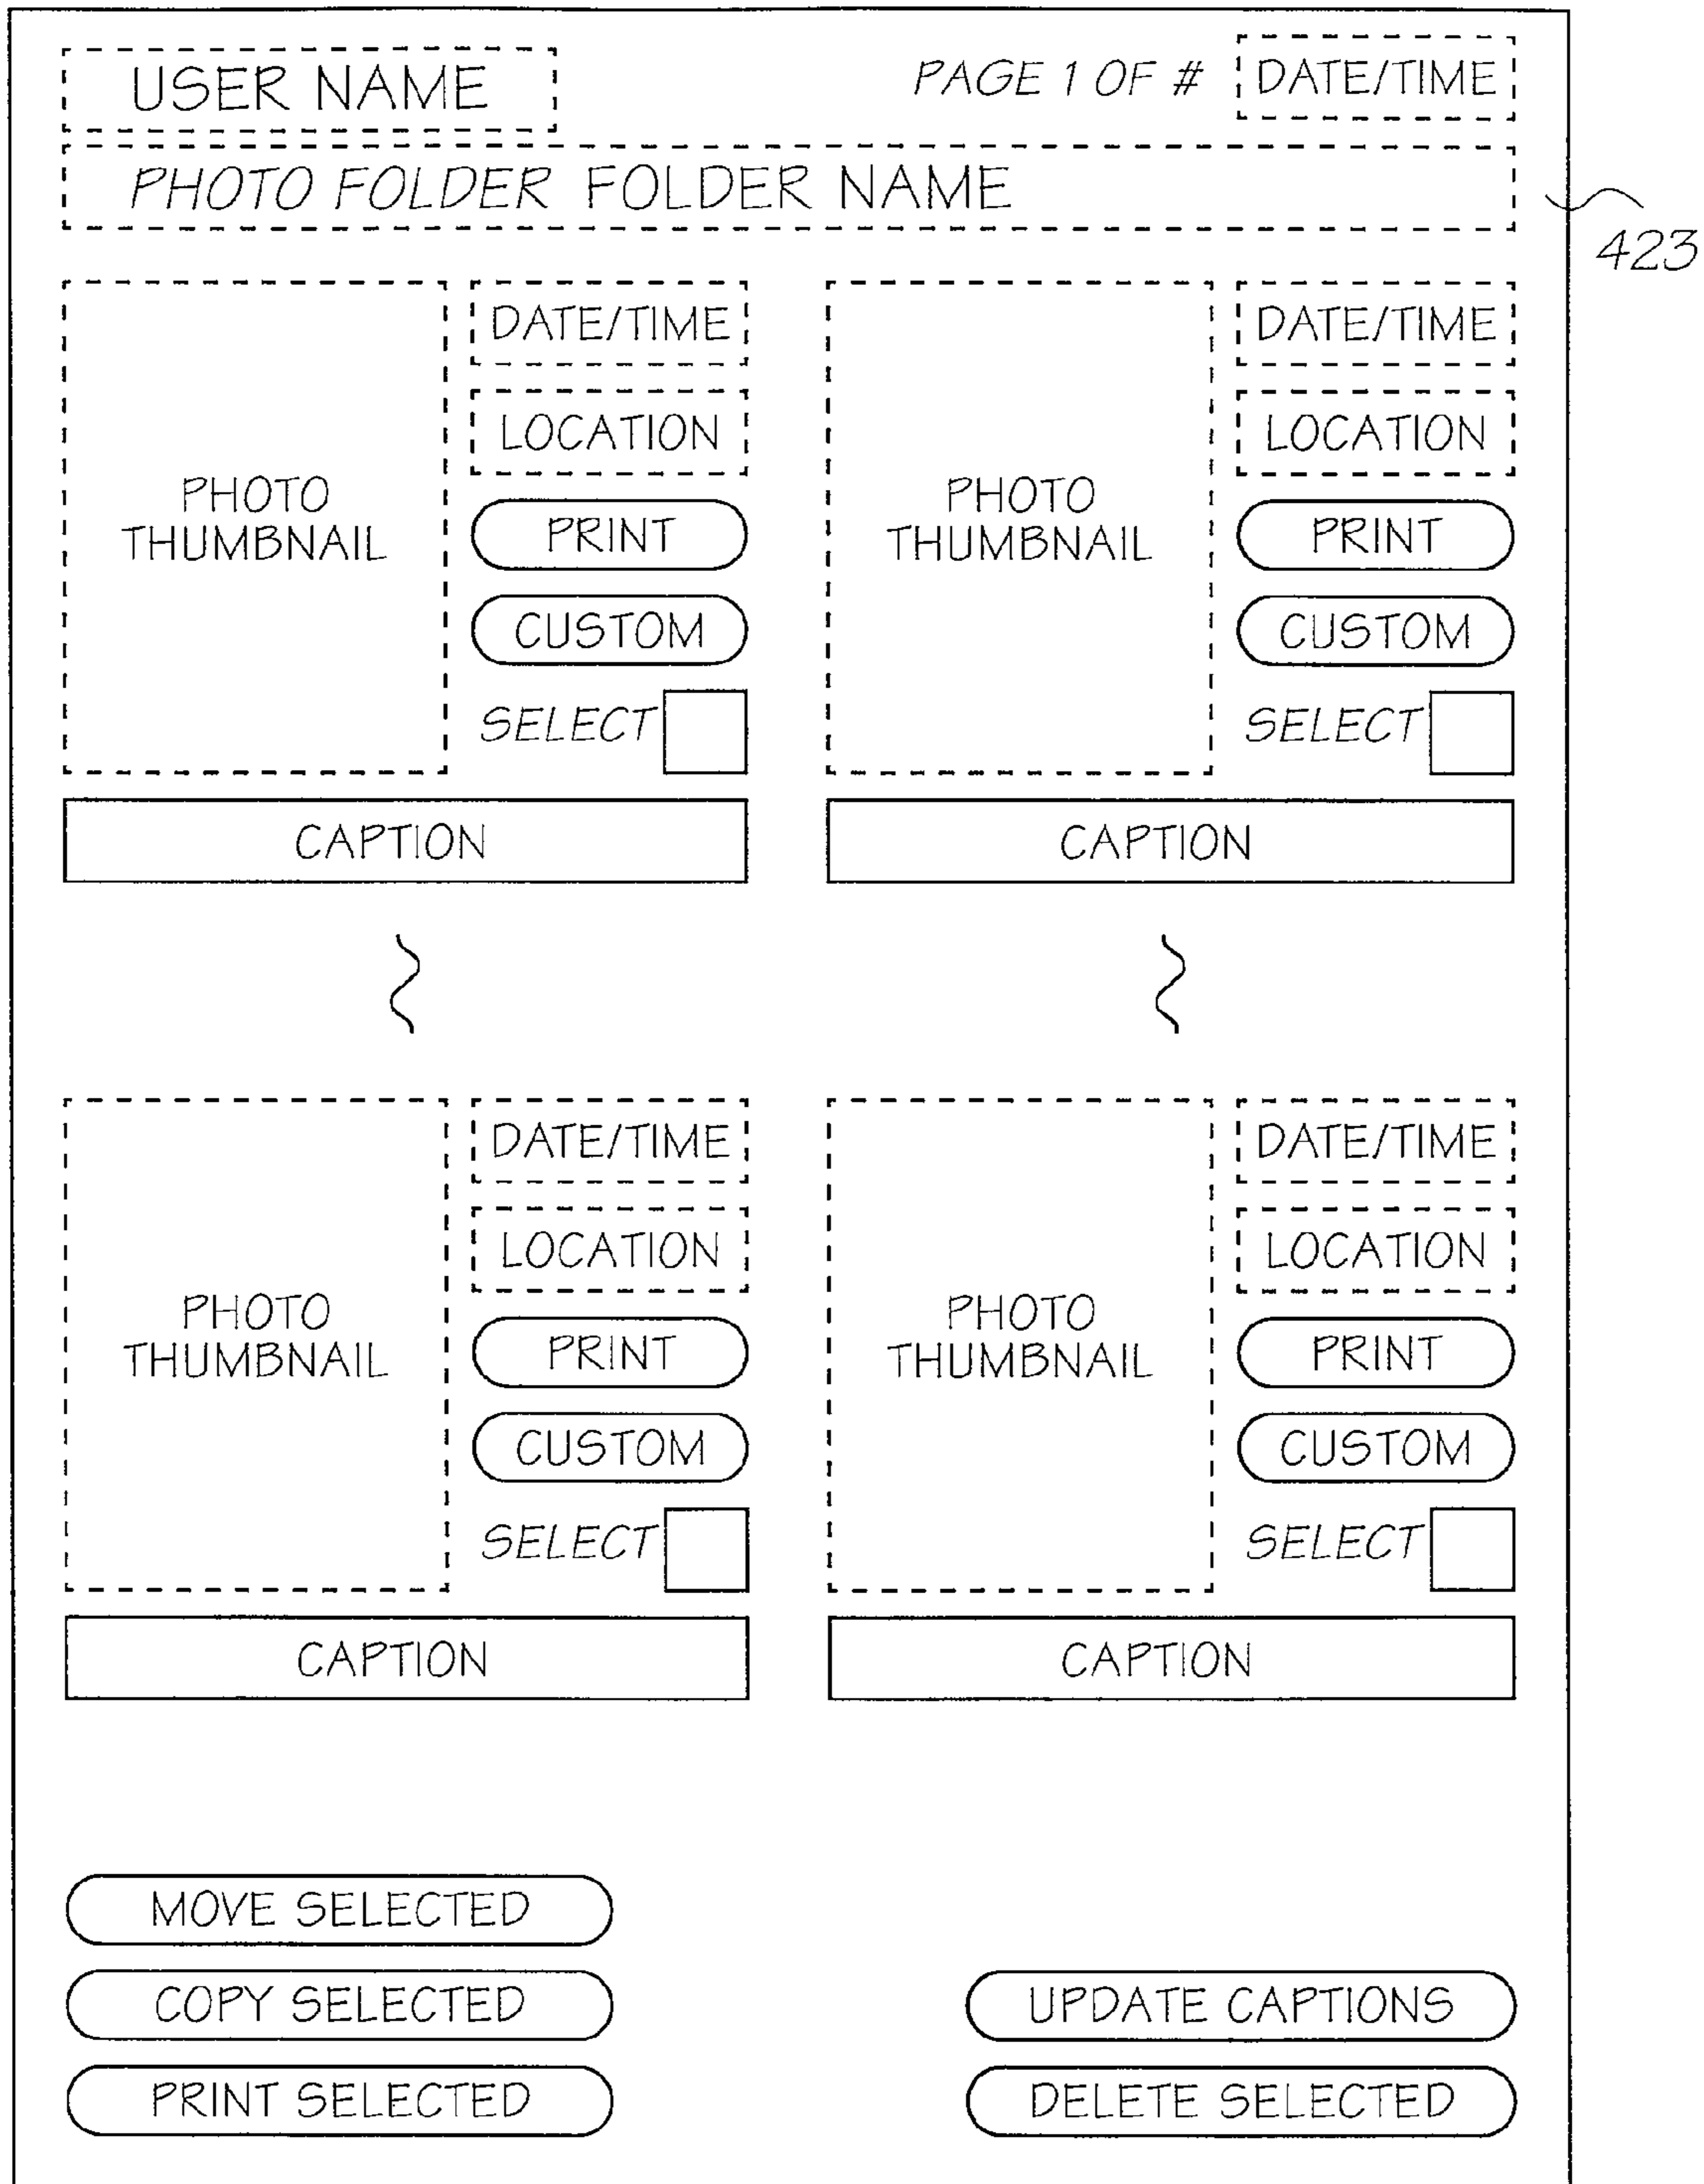 USER NAME PAGE 1 OF # DATE/TIME
PHOTO FOLDER FOLDER NAME
423
DATE/TIME DATE/TIME
LOCATION LOCATION
PHOTO PHOTO
THUMBNAIL PRINT THUMBNAIL PRINT
CUSTOM CUSTOM
SELECT SELECT
CAPTION CAPTION
DATE/TIME DATE/TIME
LOCATION LOCATION
PHOTO PHOTO
THUMBNAIL PRINT THUMBNAIL PRINT
CUSTOM CUSTOM
SELECT SELECT
CAPTION CAPTION
MOVE SELECTED
COPY SELECTED UPDATE CAPTIONS
PRINT SELECTED DELETE SELECTED